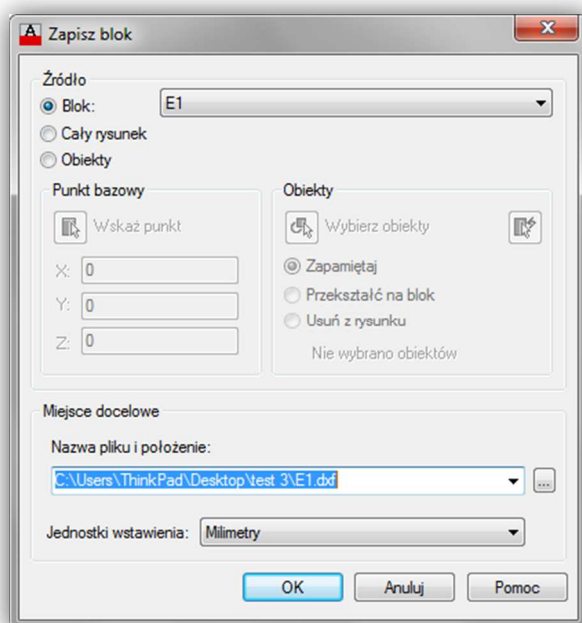 Zapisz blok
Źródło
Blok: E1
Cały rysunek
Obiekty
Punkt bazowy
Wskaż punkt
X: 0
Y: 0
Z: 0
Obiekty
Wybierz obiekty
Zapamiętaj
Przekształć na blok
Usuń z rysunku
Nie wybrano obiektów
Miejsce docelowe
Nazwa pliku i położenie:
C:\Users\ThinkPad\Desktop\test 3\E1.dxf
...
Jednostki wstawienia: Milimetry
OK Anuluj Pomoc